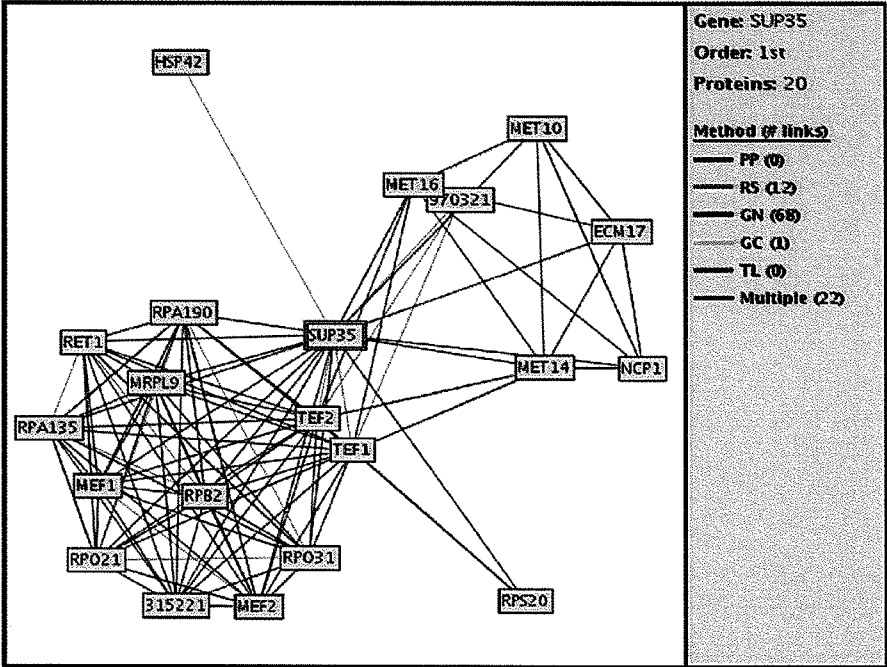 HSP42
MET10
MET16
970321
ECM17
RPA190
SUP35
RET1
MET14
NCP1
MRPL9
TEF2
RPA135
TEF1
MEF1
RPB2
RPO21
RPO31
315221
MEF2
RPS20
Gene: SUP35
Order: 1st
Proteins: 20
Method (# links)
PP (0)
RS (12)
GN (68)
GC (1)
TL (0)
Multiple (22)